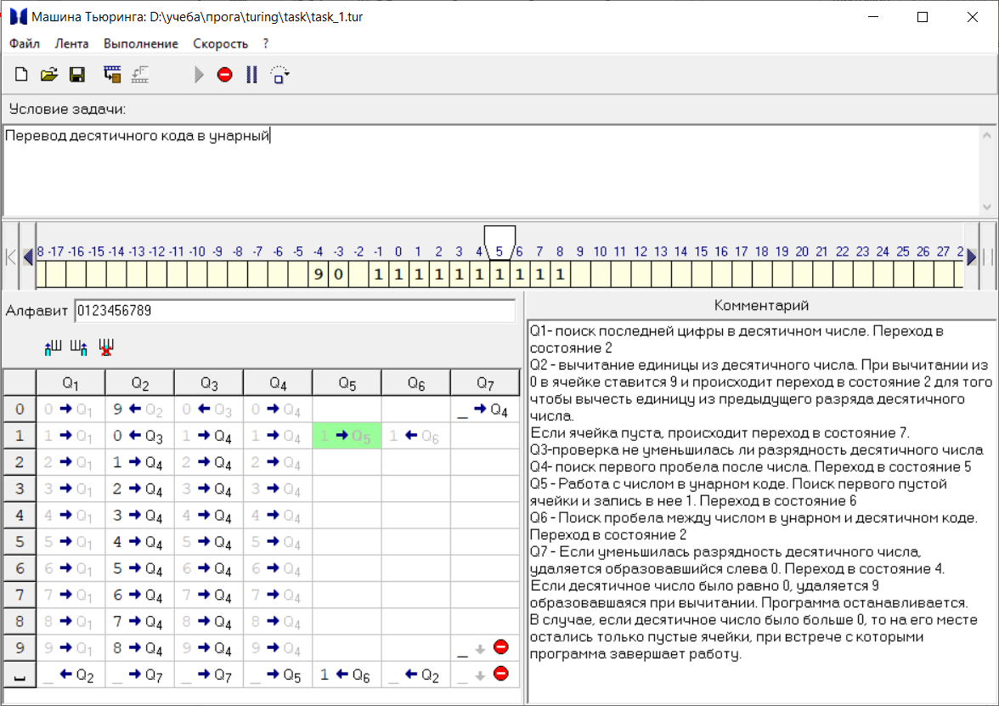 Машина Тьюринга: D:\учеба\прога\turing\task\task_1.tur
Файл Лента Выполнение Скорость ?
Условие задачи:
Перевод десятичного кода в унарный
8 -17 -16 -15 -14 -13 -12 -11 -10 -9 -8 -7 -6 -5 -4 -3 -2 -1 0 1 2 3 4 5 6 7 8 9 10 11 12 13 14 15 16 17 18 19 20 21 22 23 24 25 26 27 2
9 0 1 1 1 1 1 1 1 1 1 1
Алфавит 0123456789
Q1 Q2 Q3 Q4 Q5 Q6 Q7
0 0 → Q1 9 ← Q2 0 ← Q3 0 → Q4 _ → Q4
1 1 → Q1 0 ← Q3 1 → Q4 1 → Q4 1 → Q5 1 ← Q6
2 2 → Q1 1 → Q4 2 → Q4 2 → Q4
3 3 → Q1 2 → Q4 3 → Q4 3 → Q4
4 4 → Q1 3 → Q4 4 → Q4 4 → Q4
5 5 → Q1 4 → Q4 5 → Q4 5 → Q4
6 6 → Q1 5 → Q4 6 → Q4 6 → Q4
7 7 → Q1 6 → Q4 7 → Q4 7 → Q4
8 8 → Q1 7 → Q4 8 → Q4 8 → Q4
9 9 → Q1 8 → Q4 9 → Q4 9 → Q4 _ ↓
_ ← Q2 _ → Q7 _ → Q7 _ → Q5 1 ← Q6 _ ← Q2 _ ↓
Комментарий
Q1- поиск последней цифры в десятичном числе. Переход в
состояние 2
Q2 - вычитание единицы из десятичного числа. При вычитании из
0 в ячейке ставится 9 и происходит переход в состояние 2 для того
чтобы вычесть единицу из предыдущего разряда десятичного
числа.
Если ячейка пуста, происходит переход в состояние 7.
Q3-проверка не уменьшилась ли разрядность десятичного числа
Q4- поиск первого пробела после числа. Переход в состояние 5
Q5 - Работа с числом в унарном коде. Поиск первого пустой
ячейки и запись в нее 1. Переход в состояние 6
Q6 - Поиск пробела между числом в унарном и десятичном коде.
Переход в состояние 2
Q7 - Если уменьшилась разрядность десятичного числа,
удаляется образовавшийся слева 0. Переход в состояние 4.
Если десятичное число было равно 0, удаляется 9
образовавшаяся при вычитании. Программа останавливается.
В случае, если десятичное число было больше 0, то на его месте
остались только пустые ячейки, при встрече с которыми
программа завершает работу.